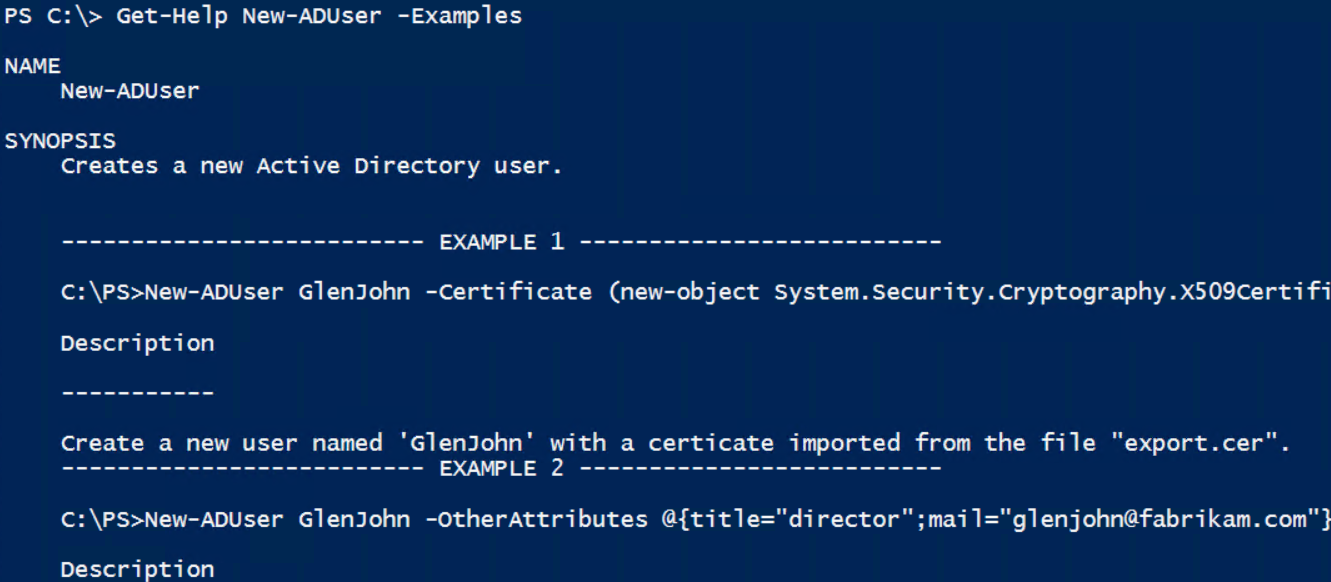 PS C:\> Get-Help New-ADUser -Examples
NAME
New-ADUser
SYNOPSIS
Creates a new Active Directory user.
-------------------------- EXAMPLE 1 --------------------------
C:\PS>New-ADUser GlenJohn -Certificate (new-object System.Security.Cryptography.X509Certifi
Description
-----------
Create a new user named 'GlenJohn' with a certicate imported from the file "export.cer".
-------------------------- EXAMPLE 2 --------------------------
C:\PS>New-ADUser GlenJohn -OtherAttributes @{title="director";mail="glenjohn@fabrikam.com"}
Description